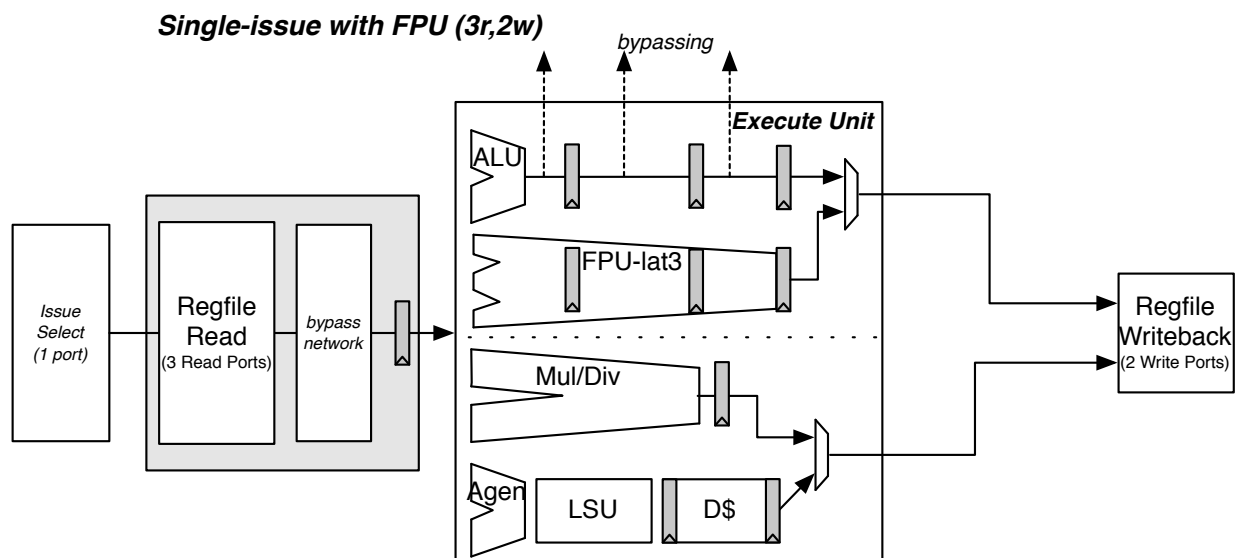 Single-issue with FPU (3r,2w)
bypassing
Execute Unit
ALU
FPU-lat3
Issue
Select
(1 port)
Regfile
Read
(3 Read Ports)
bypass
network
Regfile
Writeback
(2 Write Ports)
Mul/Div
Agen
LSU
D$